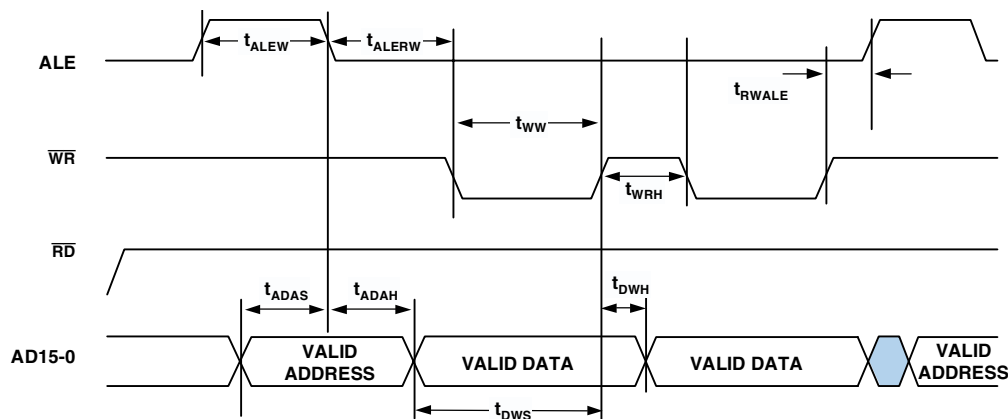 tALEW tALERW
ALE
tRWALE
tWW
WR
tWRH
RD
tADAS tADAH tDWH
AD15-0 VALID ADDRESS VALID DATA VALID DATA VALID ADDRESS
tDWS